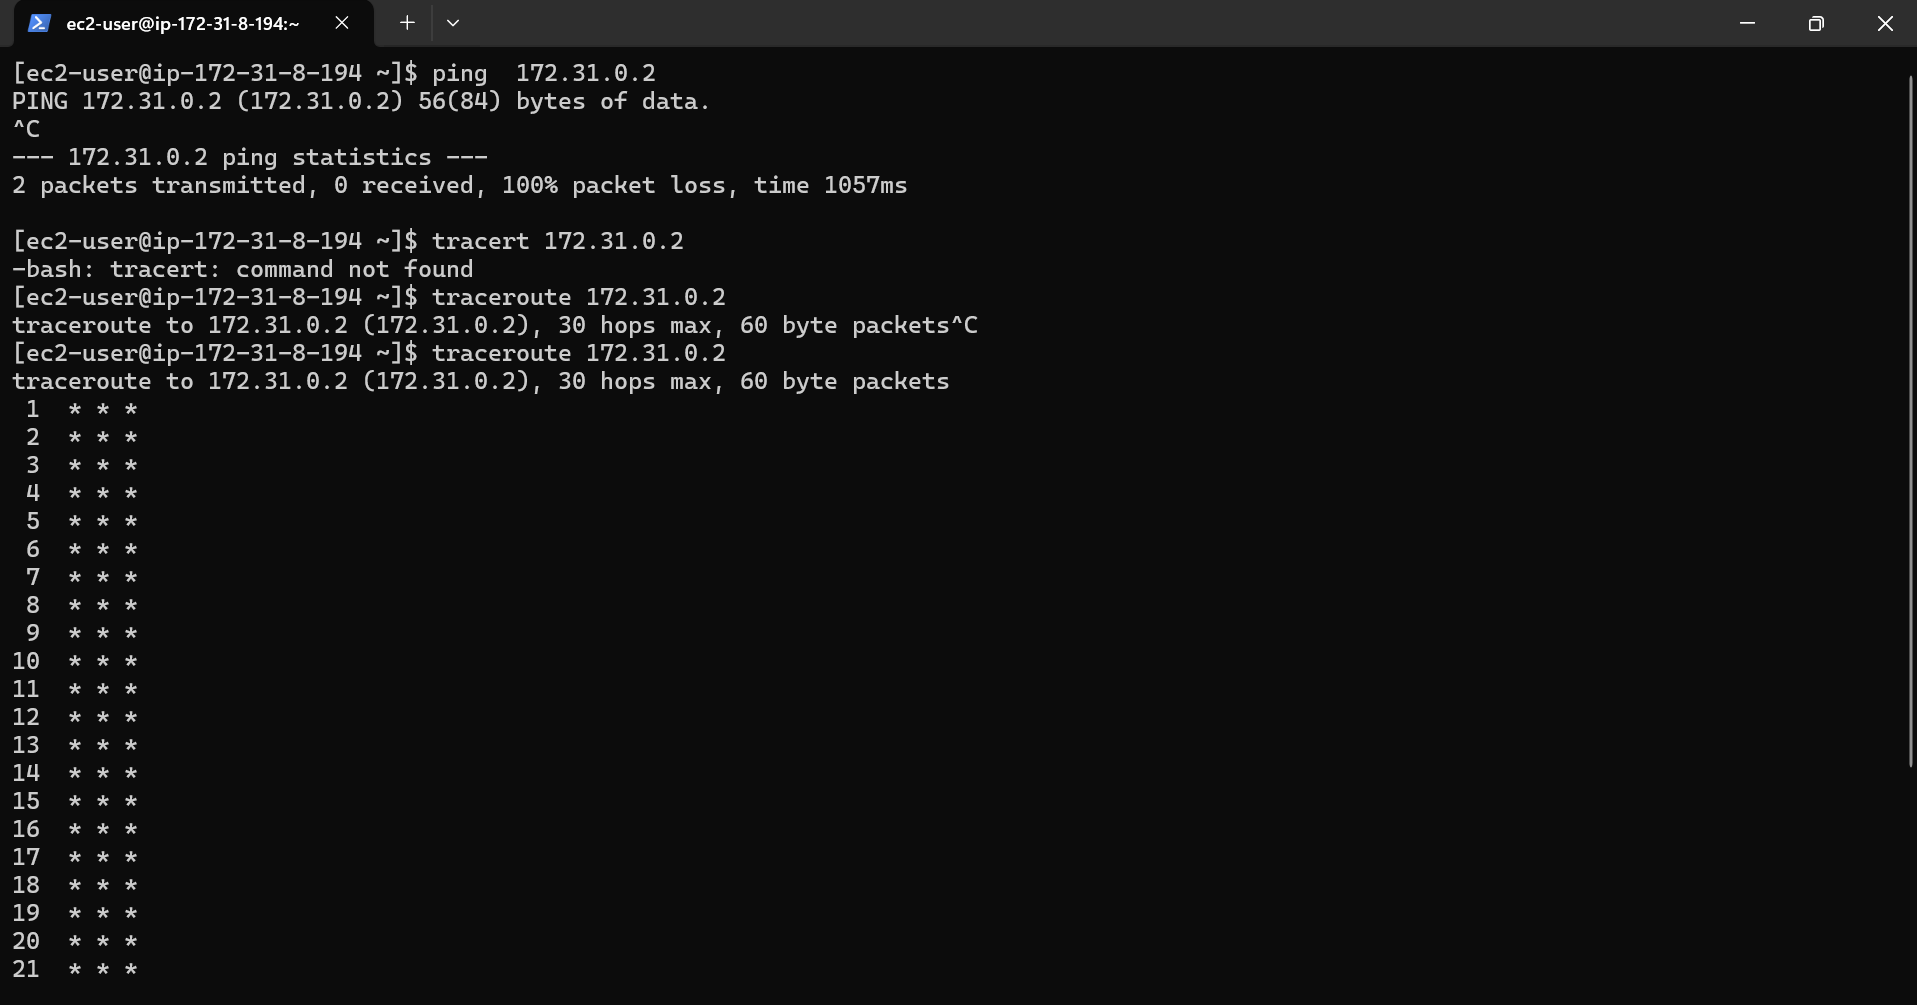 ec2-user@ip-172-31-8-194:~
[ec2-user@ip-172-31-8-194 ~]$ ping  172.31.0.2
PING 172.31.0.2 (172.31.0.2) 56(84) bytes of data.
^C
--- 172.31.0.2 ping statistics ---
2 packets transmitted, 0 received, 100% packet loss, time 1057ms

[ec2-user@ip-172-31-8-194 ~]$ tracert 172.31.0.2
-bash: tracert: command not found
[ec2-user@ip-172-31-8-194 ~]$ traceroute 172.31.0.2
traceroute to 172.31.0.2 (172.31.0.2), 30 hops max, 60 byte packets^C
[ec2-user@ip-172-31-8-194 ~]$ traceroute 172.31.0.2
traceroute to 172.31.0.2 (172.31.0.2), 30 hops max, 60 byte packets
 1  * * *
 2  * * *
 3  * * *
 4  * * *
 5  * * *
 6  * * *
 7  * * *
 8  * * *
 9  * * *
10  * * *
11  * * *
12  * * *
13  * * *
14  * * *
15  * * *
16  * * *
17  * * *
18  * * *
19  * * *
20  * * *
21  * * *